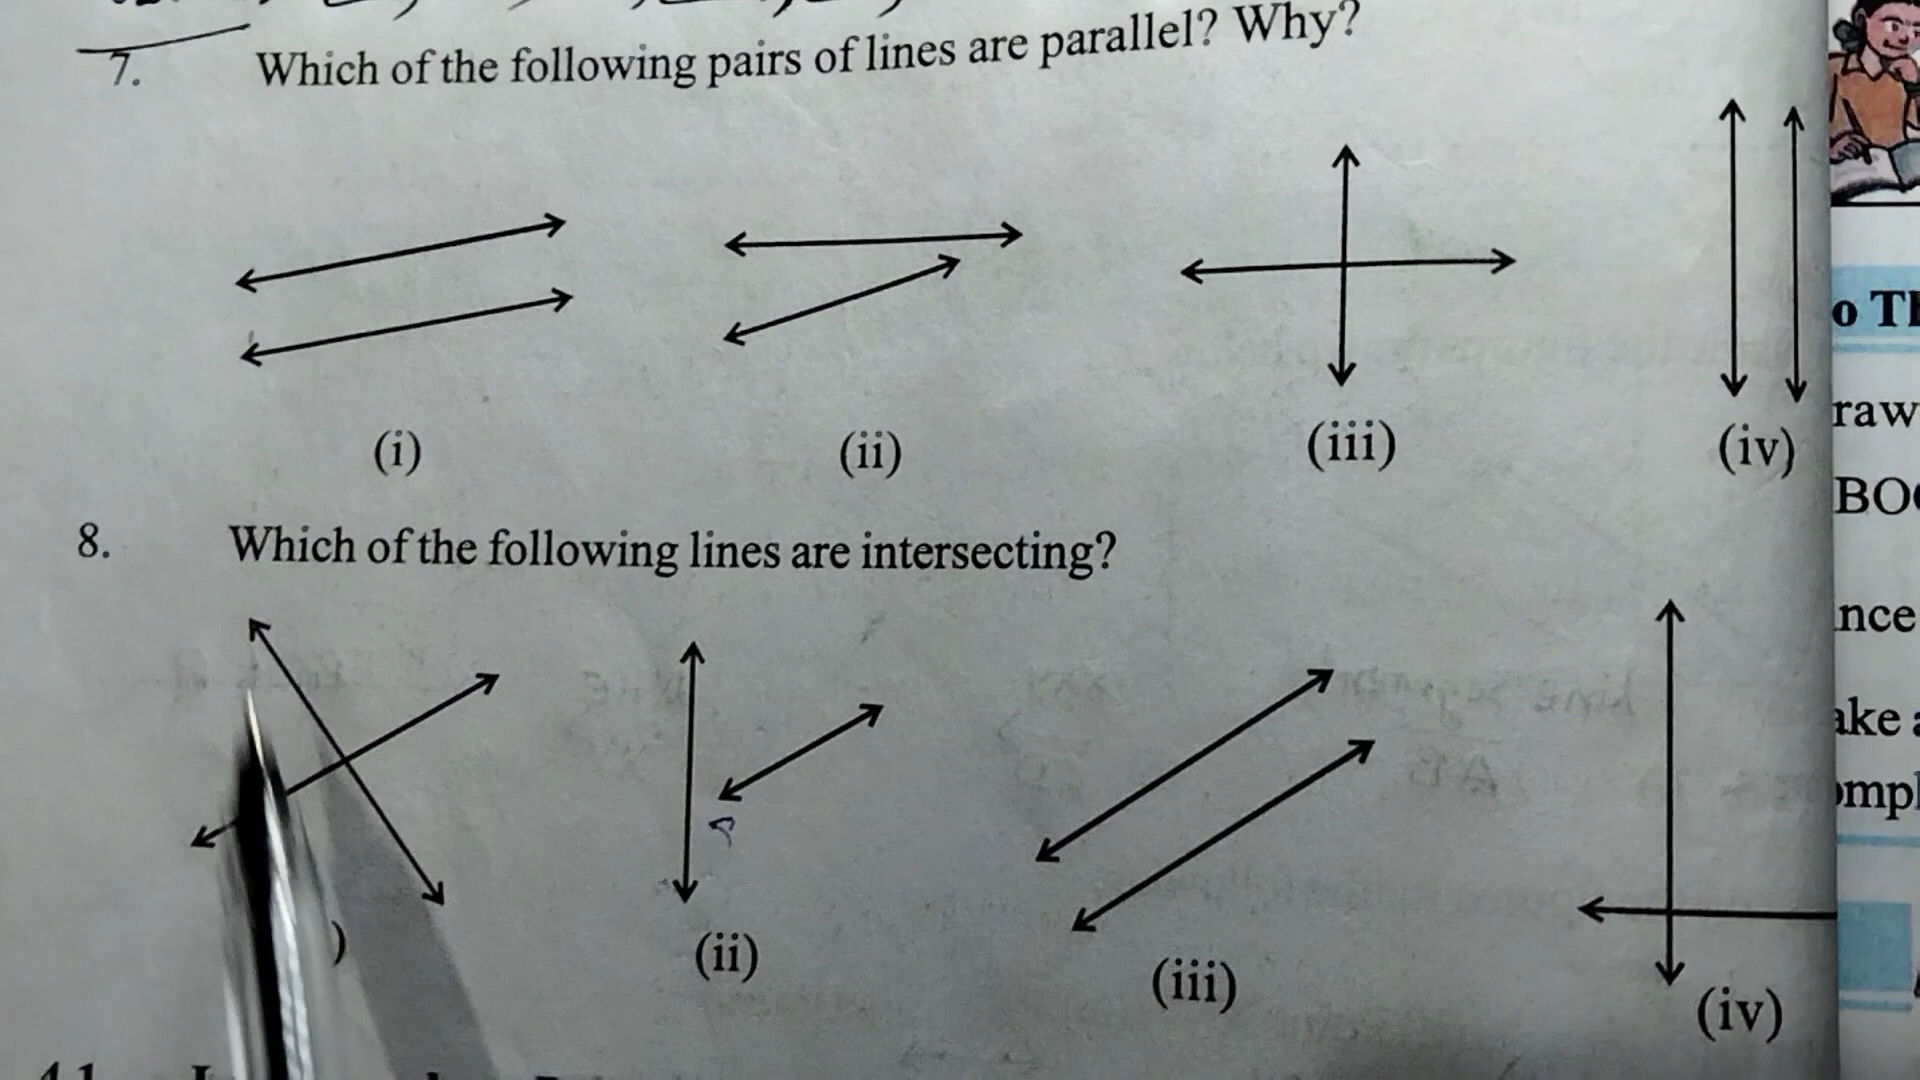 7. Which of the following pairs of lines are parallel? Why?
(i) (ii) (iii) (iv)
8. Which of the following lines are intersecting?
) (ii) (iii) (iv)
o
raw
BO
nce
ake a
ompl